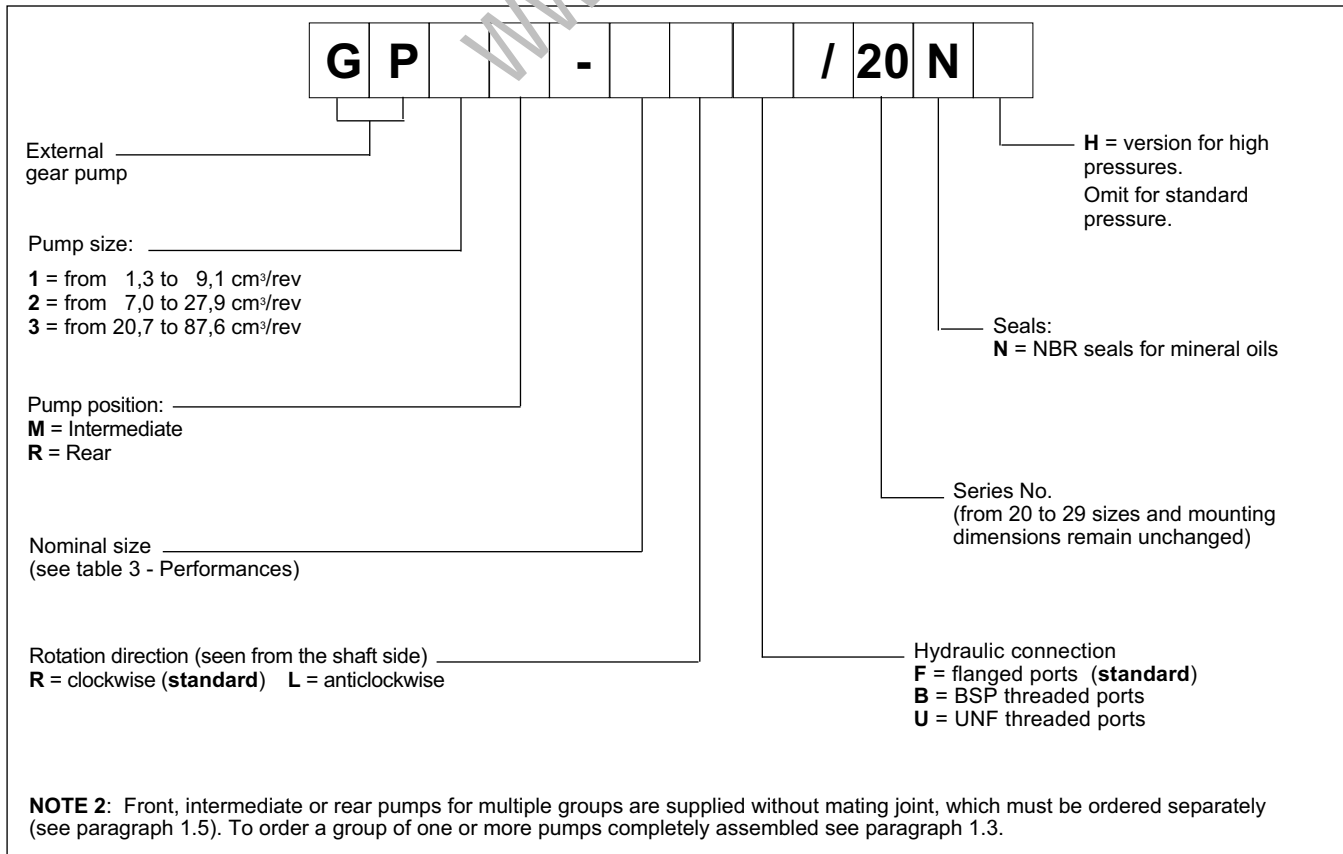 G P - / 20 N
External
gear pump
H = version for high
pressures.
Omit for standard
pressure.
Pump size:
1 = from 1,3 to 9,1 cm³/rev
2 = from 7,0 to 27,9 cm³/rev
3 = from 20,7 to 87,6 cm³/rev
Seals:
N = NBR seals for mineral oils
Pump position:
M = Intermediate
R = Rear
Series No.
(from 20 to 29 sizes and mounting
dimensions remain unchanged)
Nominal size
(see table 3 - Performances)
Rotation direction (seen from the shaft side)
R = clockwise (standard) L = anticlockwise
Hydraulic connection
F = flanged ports (standard)
B = BSP threaded ports
U = UNF threaded ports
NOTE 2: Front, intermediate or rear pumps for multiple groups are supplied without mating joint, which must be ordered separately
(see paragraph 1.5). To order a group of one or more pumps completely assembled see paragraph 1.3.